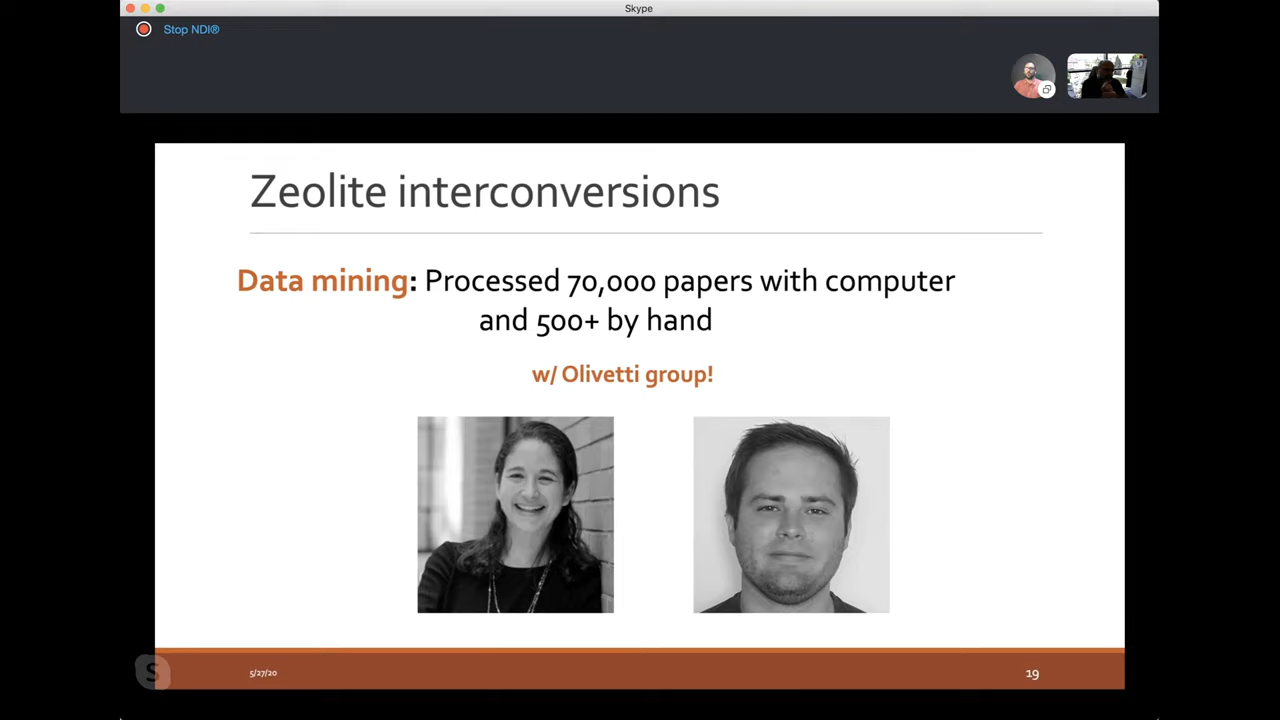 Skype
Stop NDI®
Zeolite interconversions
Data mining: Processed 70,000 papers with computer
and 500+ by hand
w/ Olivetti group!
S
5/27/20
19